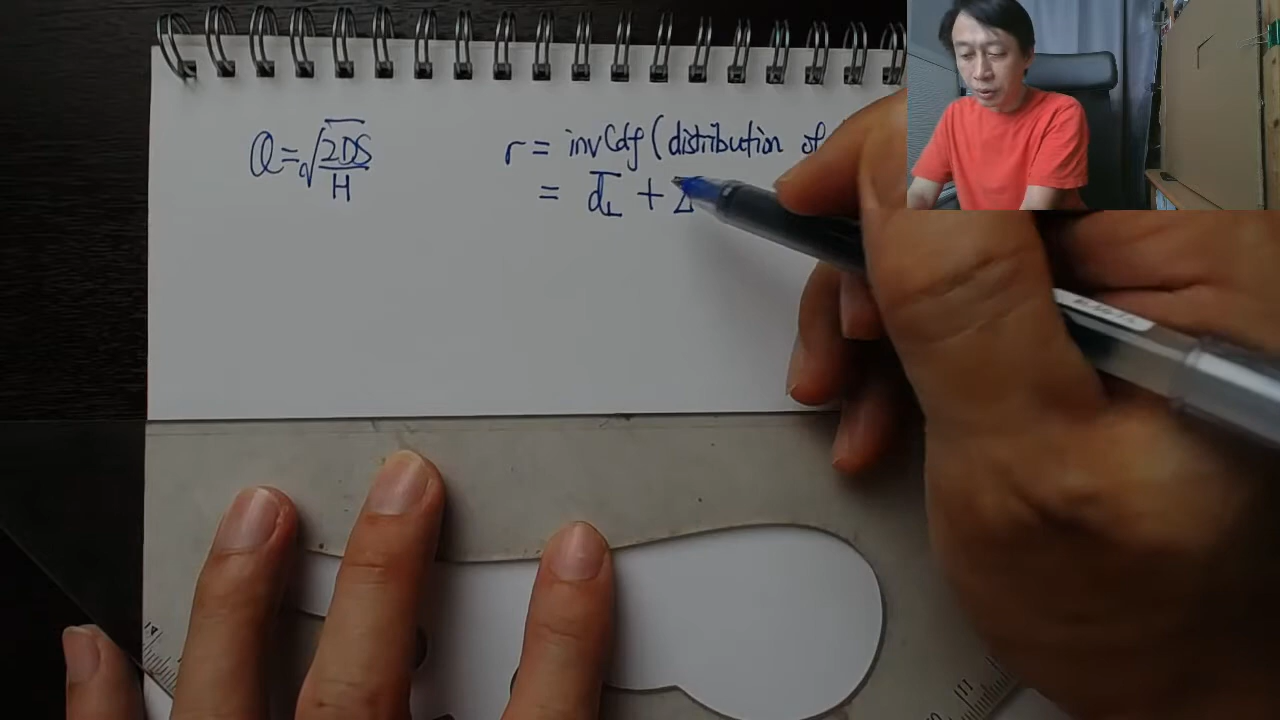 Q = √2DS/H
r = invCdf (distribution of
= d̄L + Z